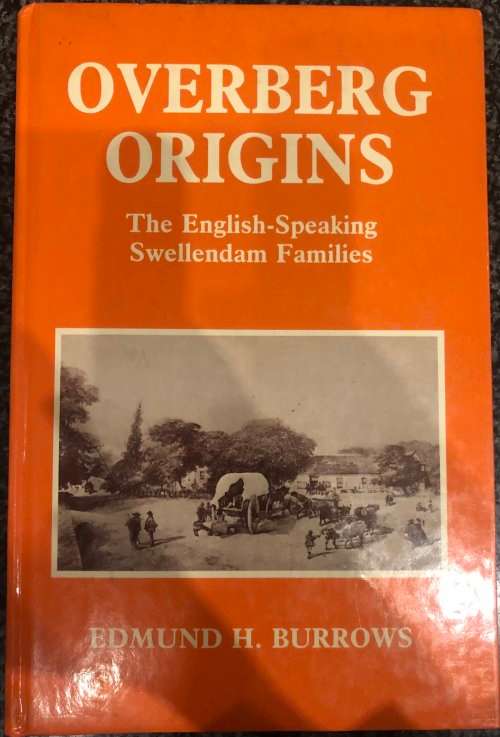 OVERBERG
ORIGINS
The English-Speaking
Swellendam Families
EDMUND H. BURROWS